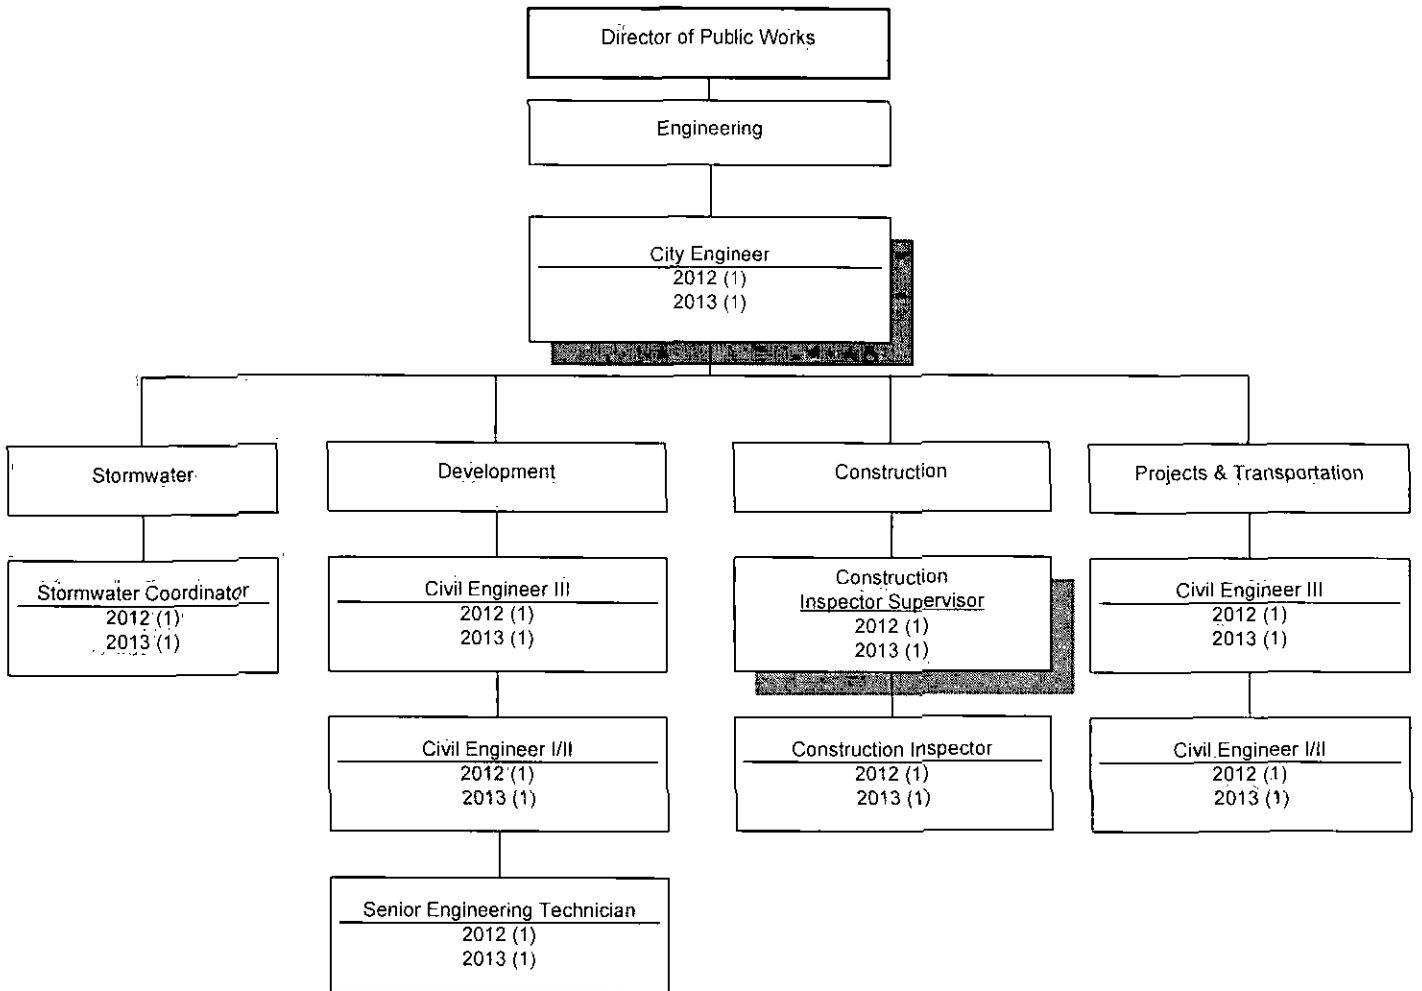 Director of Public Works
Engineering
City Engineer
2012 (1)
2013 (1)
Stormwater
Development
Construction
Projects & Transportation
Stormwater Coordinator
2012 (1)
2013 (1)
Civil Engineer III
2012 (1)
2013 (1)
Construction
Inspector Supervisor
2012 (1)
2013 (1)
Civil Engineer III
2012 (1)
2013 (1)
Civil Engineer I/II
2012 (1)
2013 (1)
Construction Inspector
2012 (1)
2013 (1)
Civil Engineer I/II
2012 (1)
2013 (1)
Senior Engineering Technician
2012 (1)
2013 (1)